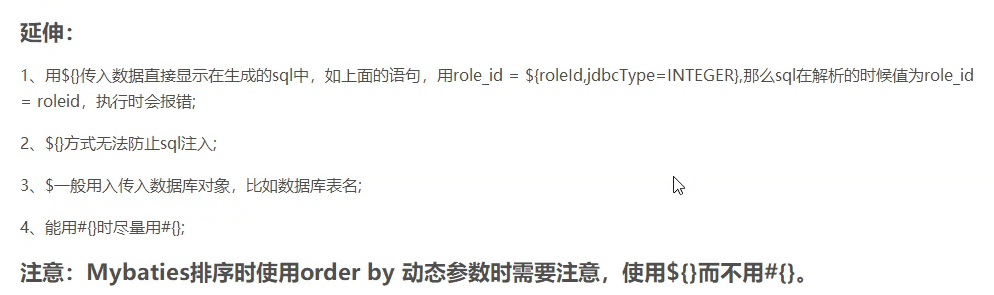 延伸：
1、用${}传入数据直接显示在生成的sql中，如上面的语句，用role_id = ${roleId,jdbcType=INTEGER},那么sql在解析的时候值为role_id
= roleid，执行时会报错;
2、${}方式无法防止sql注入;
3、$一般用入传入数据库对象，比如数据库表名;
4、能用#{}时尽量用#{};
注意：Mybaties排序时使用order by 动态参数时需要注意，使用${}而不用#{}。